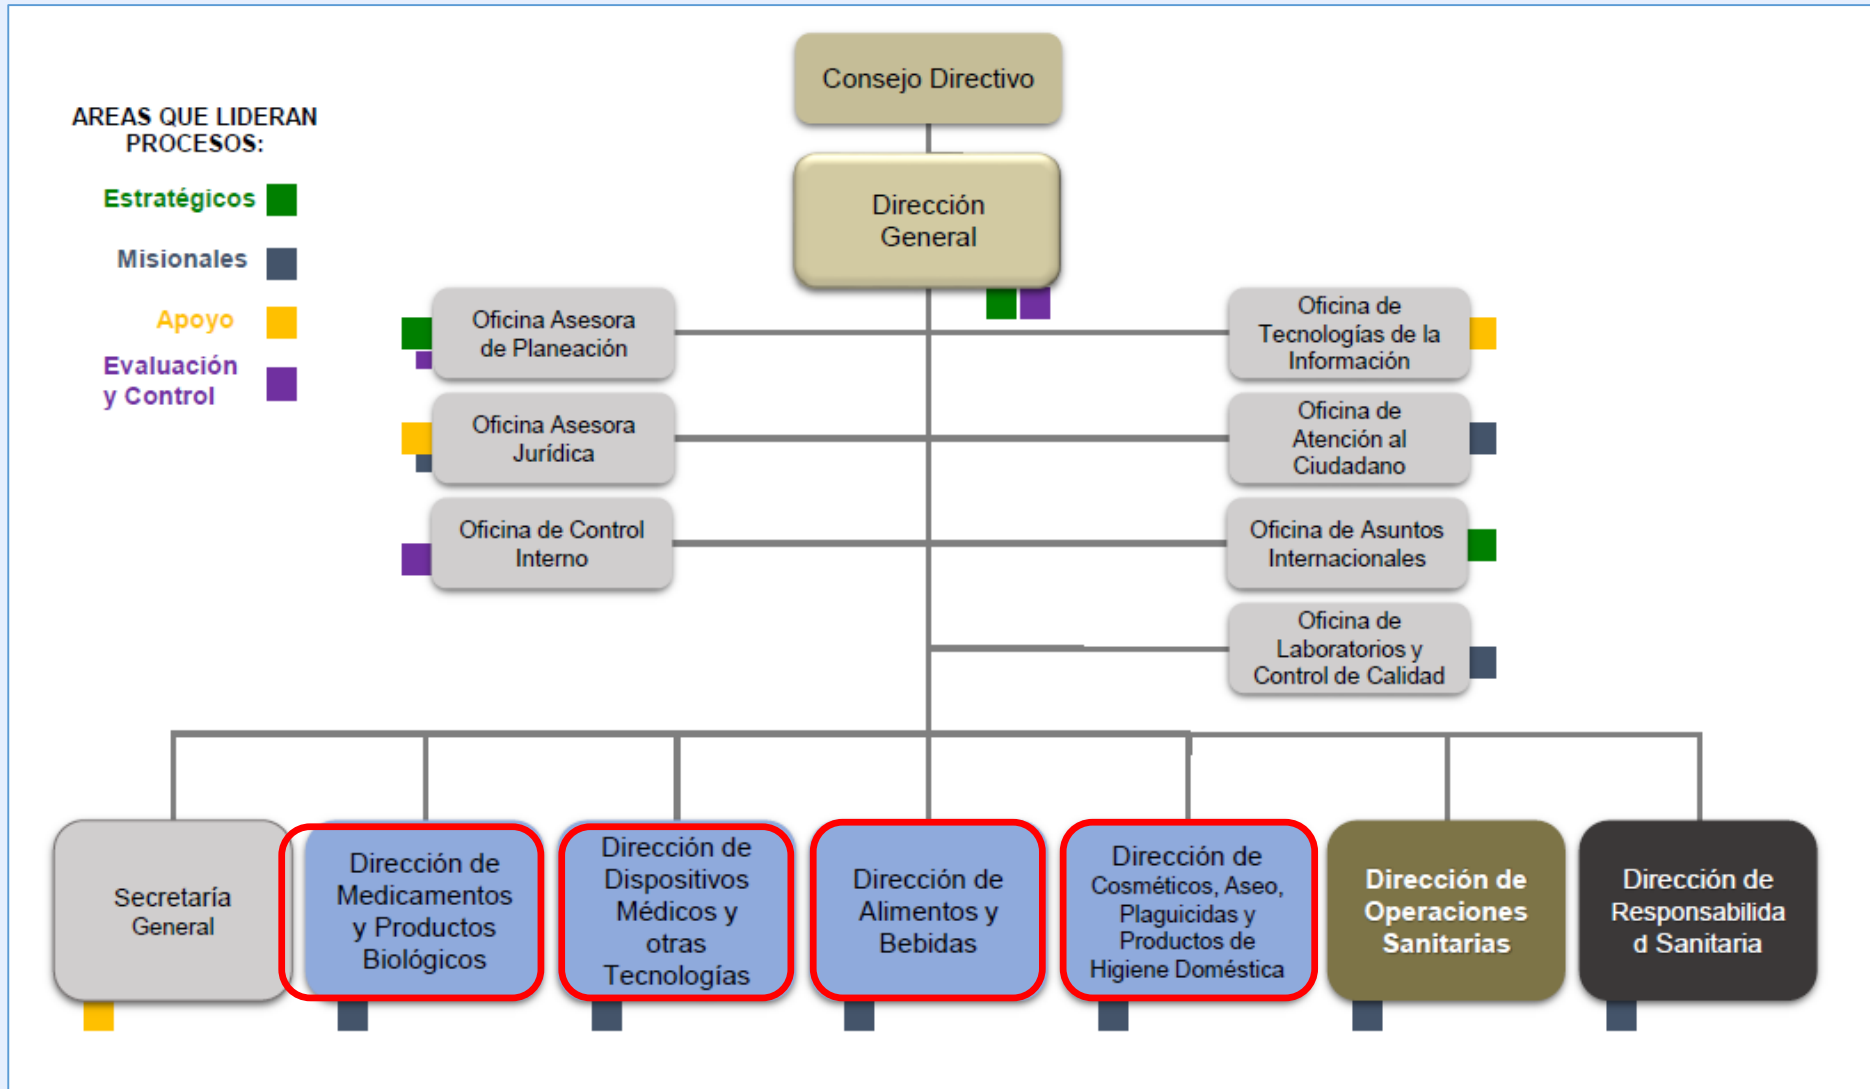 Consejo Directivo
AREAS QUE LIDERAN
PROCESOS:
Estratégicos
Misionales
Apoyo
Evaluación
y Control
Dirección
General
Oficina Asesora
de Planeación
Oficina de
Tecnologías de la
Información
Oficina Asesora
Jurídica
Oficina de
Atención al
Ciudadano
Oficina de Control
Interno
Oficina de Asuntos
Internacionales
Oficina de
Laboratorios y
Control de Calidad
Secretaría
General
Dirección de
Medicamentos
y Productos
Biológicos
Dirección de
Dispositivos
Médicos y
otras
Tecnologías
Dirección de
Alimentos y
Bebidas
Dirección de
Cosméticos, Aseo,
Plaguicidas y
Productos de
Higiene Doméstica
Dirección de
Operaciones
Sanitarias
Dirección de
Responsabilida
d Sanitaria